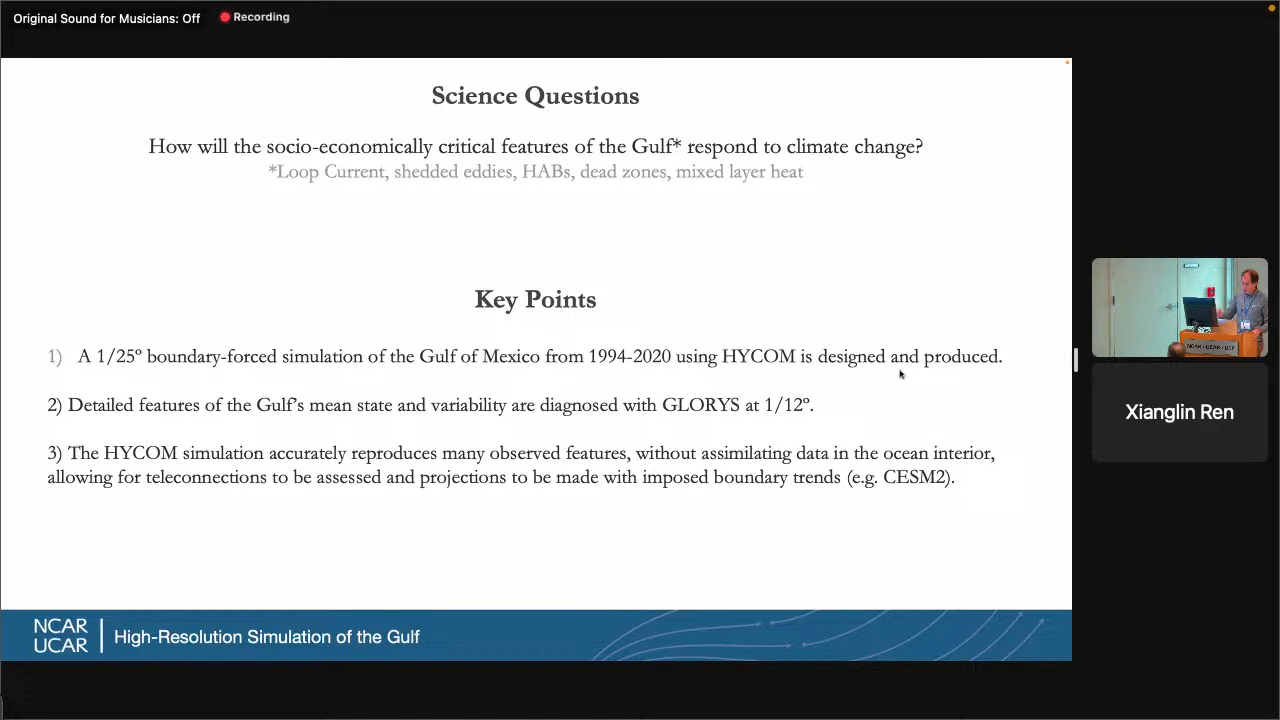 Original Sound for Musicians: Off
Recording
Science Questions
How will the socio-economically critical features of the Gulf* respond to climate change?
*Loop Current, shedded eddies, HABs, dead zones, mixed layer heat
Key Points
1) A 1/25º boundary-forced simulation of the Gulf of Mexico from 1994-2020 using HYCOM is designed and produced.
2) Detailed features of the Gulf's mean state and variability are diagnosed with GLORYS at 1/12º.
3) The HYCOM simulation accurately reproduces many observed features, without assimilating data in the ocean interior,
allowing for teleconnections to be assessed and projections to be made with imposed boundary trends (e.g. CESM2).
NCAR
UCAR
High-Resolution Simulation of the Gulf
NCAR · UCAR · UCP
Xianglin Ren